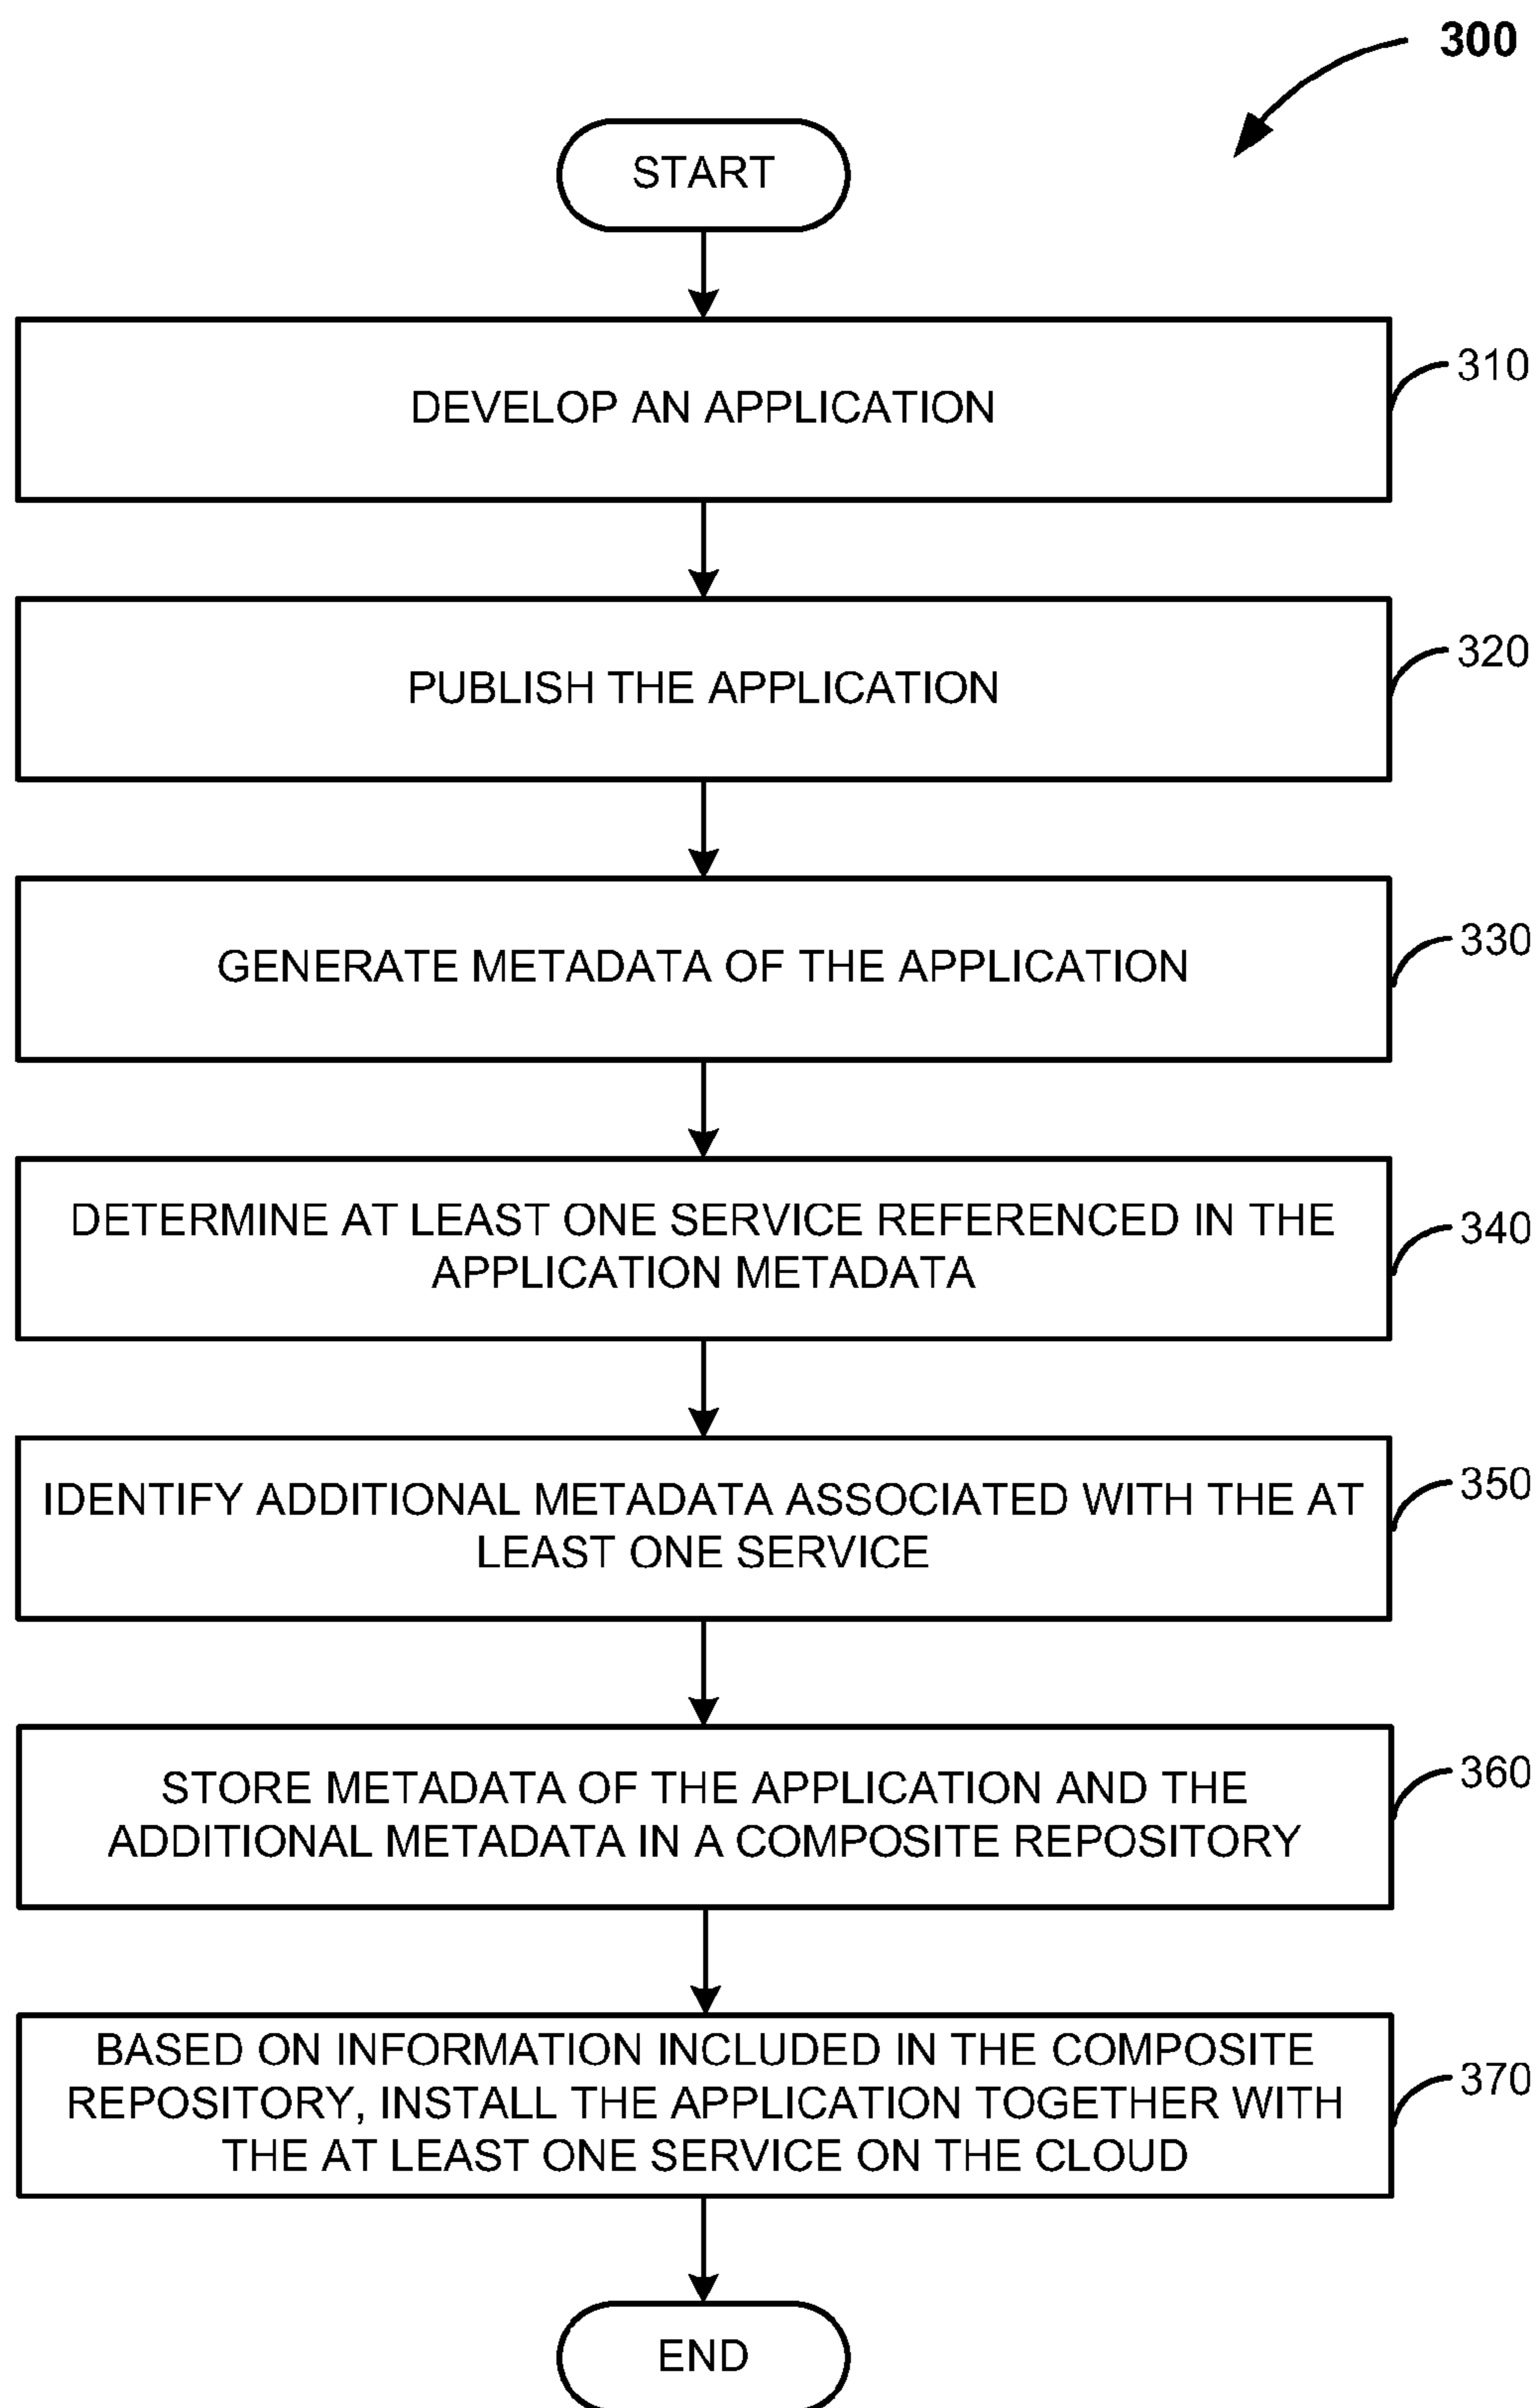 300
START
DEVELOP AN APPLICATION
310
PUBLISH THE APPLICATION
320
GENERATE METADATA OF THE APPLICATION
330
DETERMINE AT LEAST ONE SERVICE REFERENCED IN THE
APPLICATION METADATA
340
IDENTIFY ADDITIONAL METADATA ASSOCIATED WITH THE AT
LEAST ONE SERVICE
350
STORE METADATA OF THE APPLICATION AND THE
ADDITIONAL METADATA IN A COMPOSITE REPOSITORY
360
BASED ON INFORMATION INCLUDED IN THE COMPOSITE
REPOSITORY, INSTALL THE APPLICATION TOGETHER WITH
THE AT LEAST ONE SERVICE ON THE CLOUD
370
END